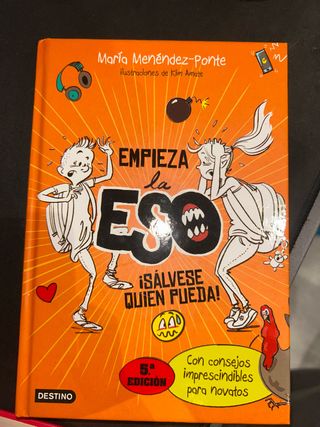 María Menéndez-Ponte
ilustraciones de Kim Amate
EMPIEZA
la
ESO
¡SÁLVESE
QUIEN PUEDA!
5.ª
EDICIÓN
Con consejos
imprescindibles
para novatos
DESTINO